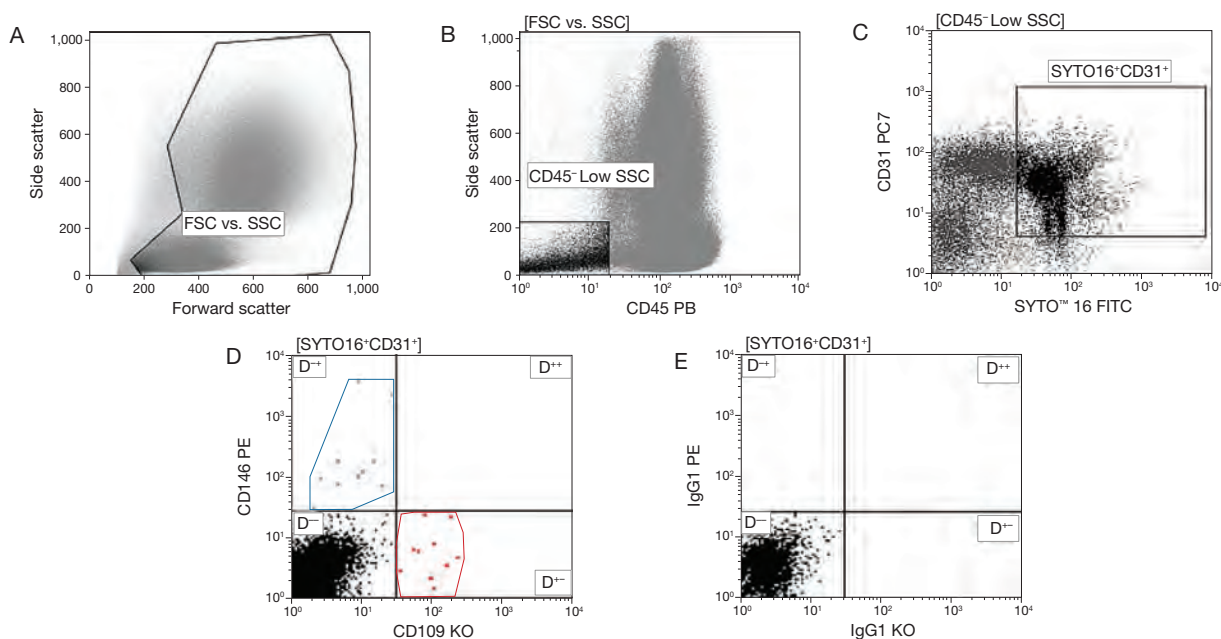 A
1,000
800
600
400
200
0
Side scatter
FSC vs. SSC
0 200 400 600 800 1,000
Forward scatter
B
[FSC vs. SSC]
1,000
800
600
400
200
0
Side scatter
CD45⁻ Low SSC
10⁰ 10¹ 10² 10³ 10⁴
CD45 PB
C
[CD45⁻ Low SSC]
SYTO16⁺CD31⁺
10⁴
10³
10²
10¹
10⁰
CD31 PC7
10⁰ 10¹ 10² 10³ 10⁴
SYTO™ 16 FITC
D
[SYTO16⁺CD31⁺]
D⁻⁺ D⁺⁺
10⁴
10³
10²
10¹
10⁰
CD146 PE
D⁻⁻ D⁺⁻
10⁰ 10¹ 10² 10³ 10⁴
CD109 KO
E
[SYTO16⁺CD31⁺]
D⁻⁺ D⁺⁺
10⁴
10³
10²
10¹
10⁰
IgG1 PE
D⁻⁻ D⁺⁻
10⁰ 10¹ 10² 10³ 10⁴
IgG1 KO